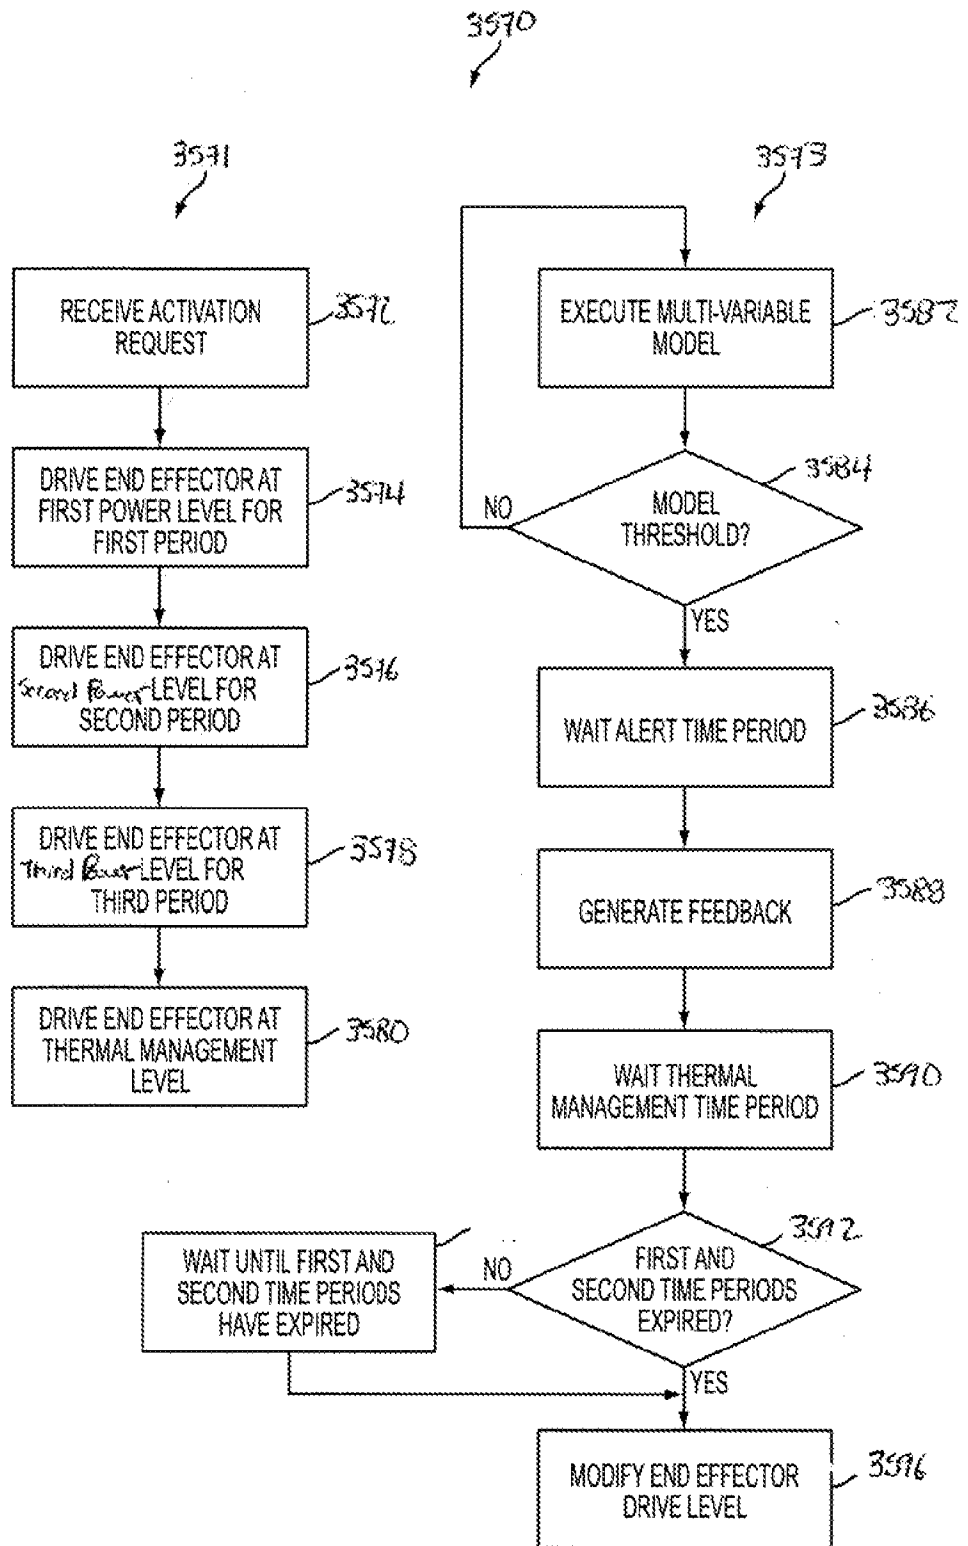 3570
3571
RECEIVE ACTIVATION
REQUEST
3572
DRIVE END EFFECTOR AT
FIRST POWER LEVEL FOR
FIRST PERIOD
3574
DRIVE END EFFECTOR AT
Second Power LEVEL FOR
SECOND PERIOD
3576
DRIVE END EFFECTOR AT
Third Power LEVEL FOR
THIRD PERIOD
3578
DRIVE END EFFECTOR AT
THERMAL MANAGEMENT
LEVEL
3580
3573
EXECUTE MULTI-VARIABLE
MODEL
3582
MODEL
THRESHOLD?
3584
NO
YES
WAIT ALERT TIME PERIOD
3586
GENERATE FEEDBACK
3588
WAIT THERMAL
MANAGEMENT TIME PERIOD
3590
FIRST AND
SECOND TIME PERIODS
EXPIRED?
3592
NO
WAIT UNTIL FIRST AND
SECOND TIME PERIODS
HAVE EXPIRED
YES
MODIFY END EFFECTOR
DRIVE LEVEL
3596